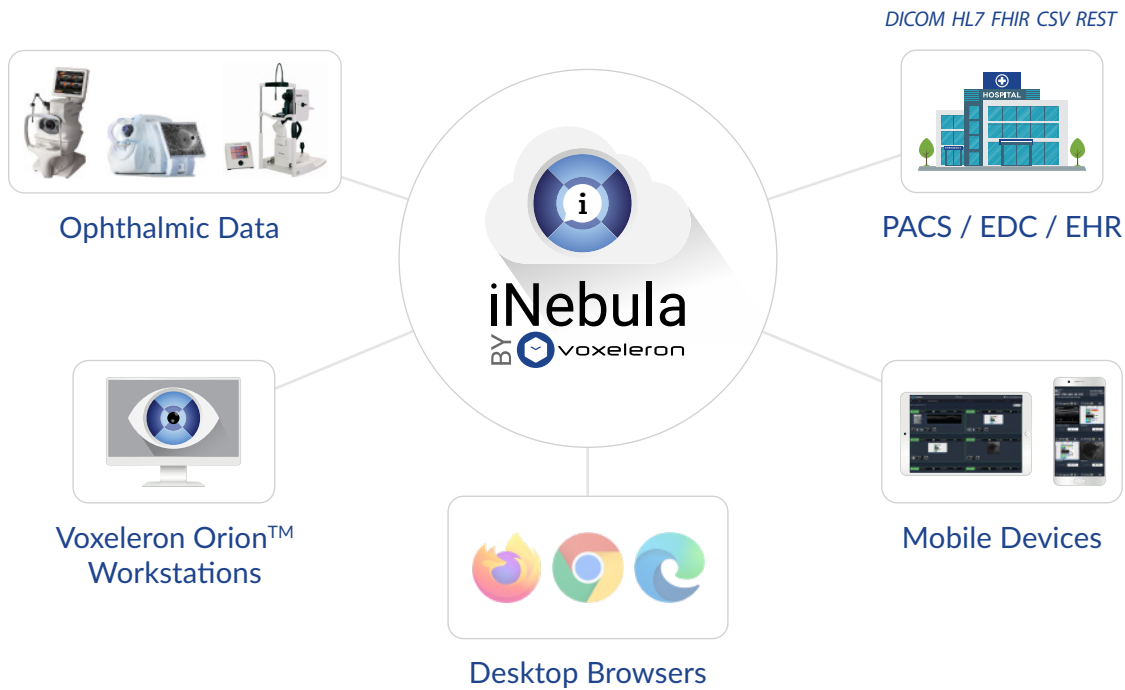 DICOM HL7 FHIR CSV REST
HOSPITAL
Ophthalmic Data
PACS / EDC / EHR
i
iNebula
BY voxeleron
Voxeleron Orion™
Workstations
Mobile Devices
Desktop Browsers